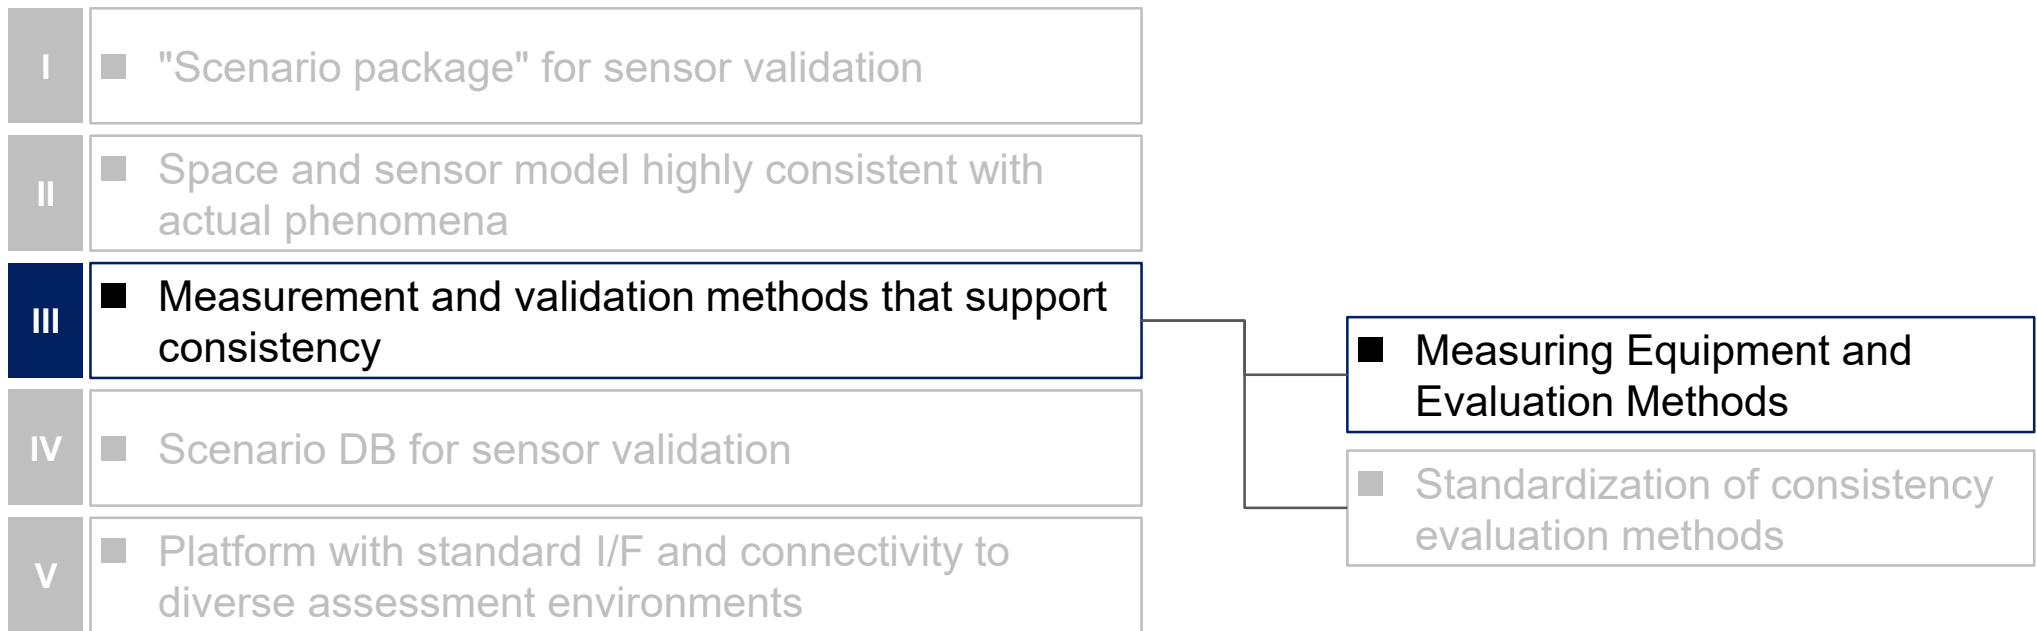 I
"Scenario package" for sensor validation
II
Space and sensor model highly consistent with
actual phenomena
III
Measurement and validation methods that support
consistency
IV
Scenario DB for sensor validation
V
Platform with standard I/F and connectivity to
diverse assessment environments
Measuring Equipment and
Evaluation Methods
Standardization of consistency
evaluation methods